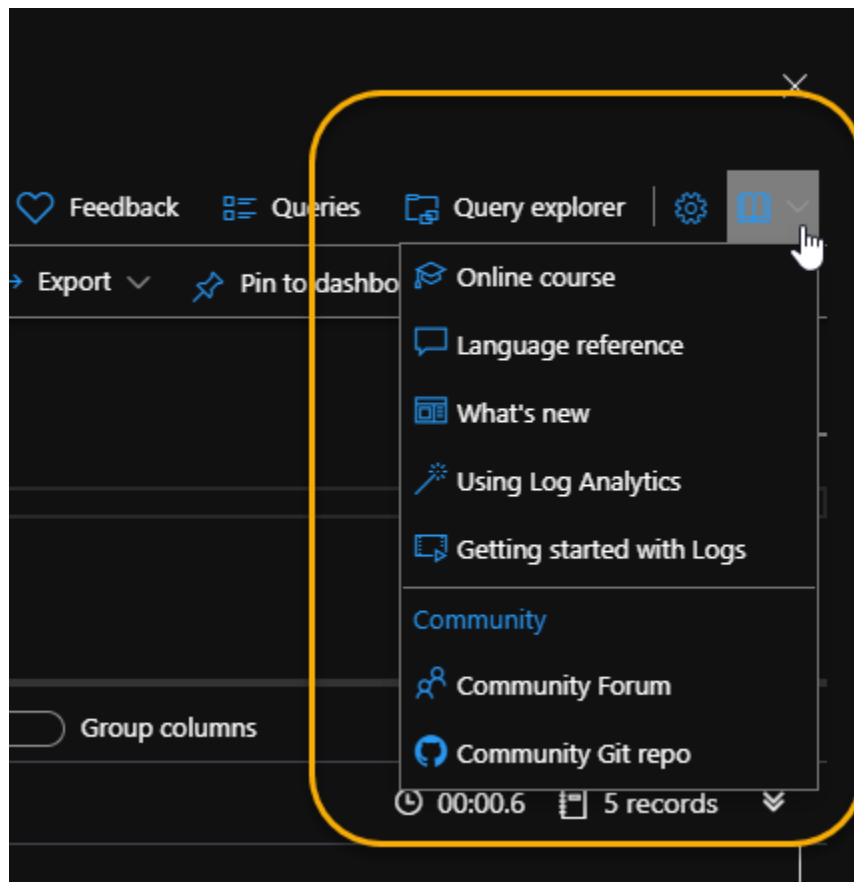 Feedback Queries Query explorer
Export Pin to dashbo
Online course
Language reference
What's new
Using Log Analytics
Getting started with Logs
Community
Community Forum
Group columns
Community Git repo
00:00.6 5 records